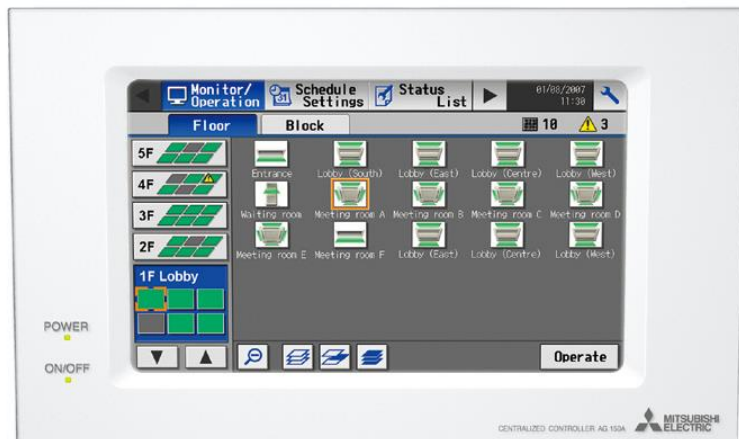 Monitor/
Operation
Schedule
Settings
Status
List
01/08/2007
11:30
Floor
Block
10
3
5F
4F
3F
2F
1F Lobby
Entrance
Lobby (South)
Lobby (East)
Lobby (Centre)
Lobby (West)
Waiting room
Meeting room A
Meeting room B
Meeting room C
Meeting room D
Meeting room E
Meeting room F
Lobby (East)
Lobby (Centre)
Lobby (West)
Operate
POWER
ON/OFF
CENTRALIZED CONTROLLER AG 150A
MITSUBISHI
ELECTRIC